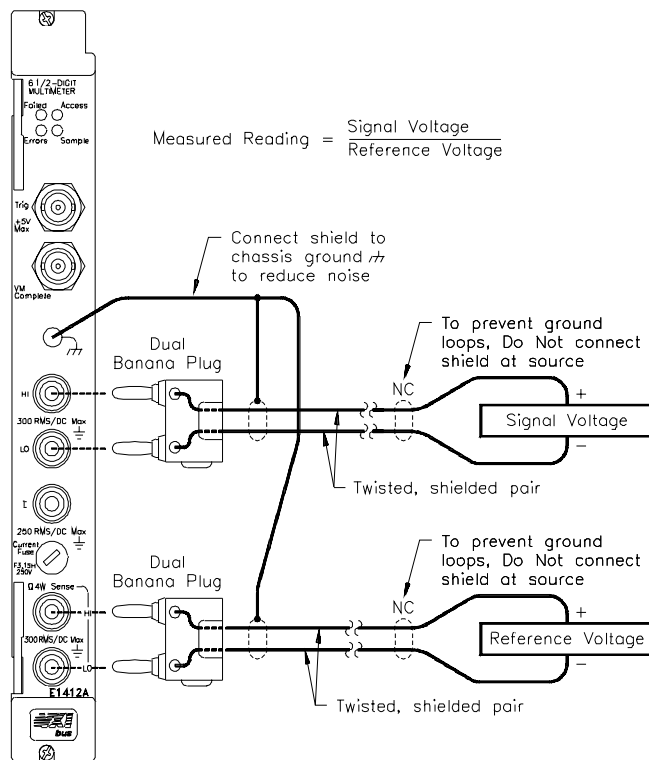 6 1/2-DIGIT
MULTIMETER
Failed Access
Errors Sample
Measured Reading = Signal Voltage
Reference Voltage
Trig
+5V
Max
VM
Complete
Connect shield to
chassis ground
to reduce noise
Dual
Banana Plug
To prevent ground
loops, Do Not connect
shield at source
NC
HI
300 RMS/DC Max
LO
+
Signal Voltage
−
Twisted, shielded pair
I
250 RMS/DC Max
Current
Fuse
F3.15H
250V
Ω 4W Sense
HI
300RMS/DC Max
LO
E1412A
VXI
bus
Dual
Banana Plug
To prevent ground
loops, Do Not connect
shield at source
NC
+
Reference Voltage
−
Twisted, shielded pair